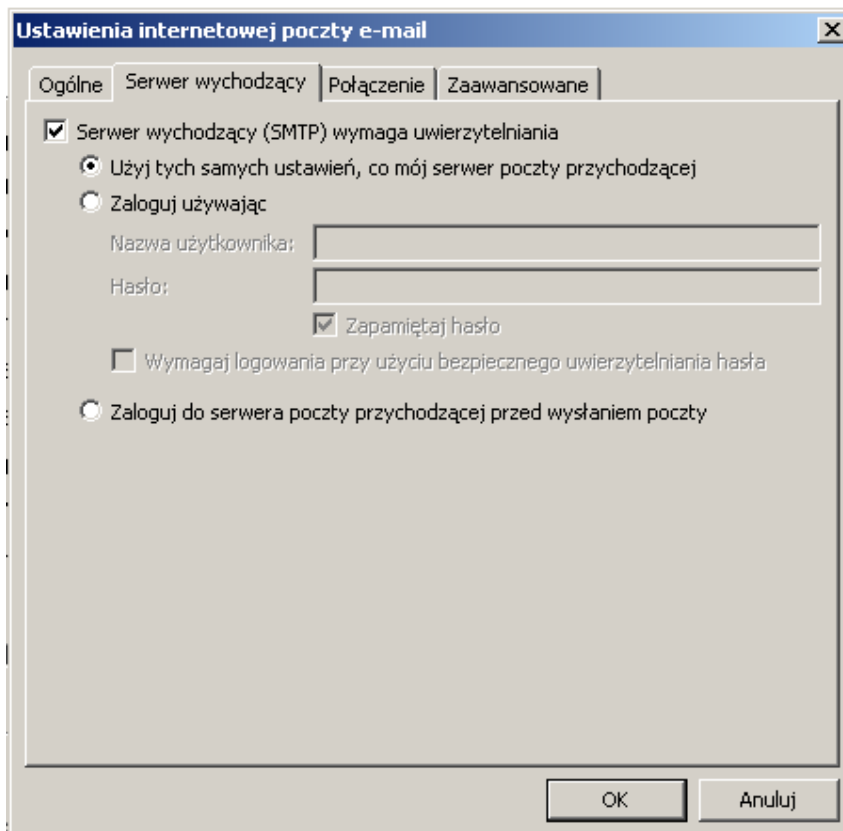 Ustawienia internetowej poczty e-mail
Ogólne Serwer wychodzący Połączenie Zaawansowane
Serwer wychodzący (SMTP) wymaga uwierzytelniania
Użyj tych samych ustawień, co mój serwer poczty przychodzącej
Zaloguj używając
Nazwa użytkownika:
Hasło:
Zapamiętaj hasło
Wymagaj logowania przy użyciu bezpiecznego uwierzytelniania hasła
Zaloguj do serwera poczty przychodzącej przed wysłaniem poczty
OK Anuluj